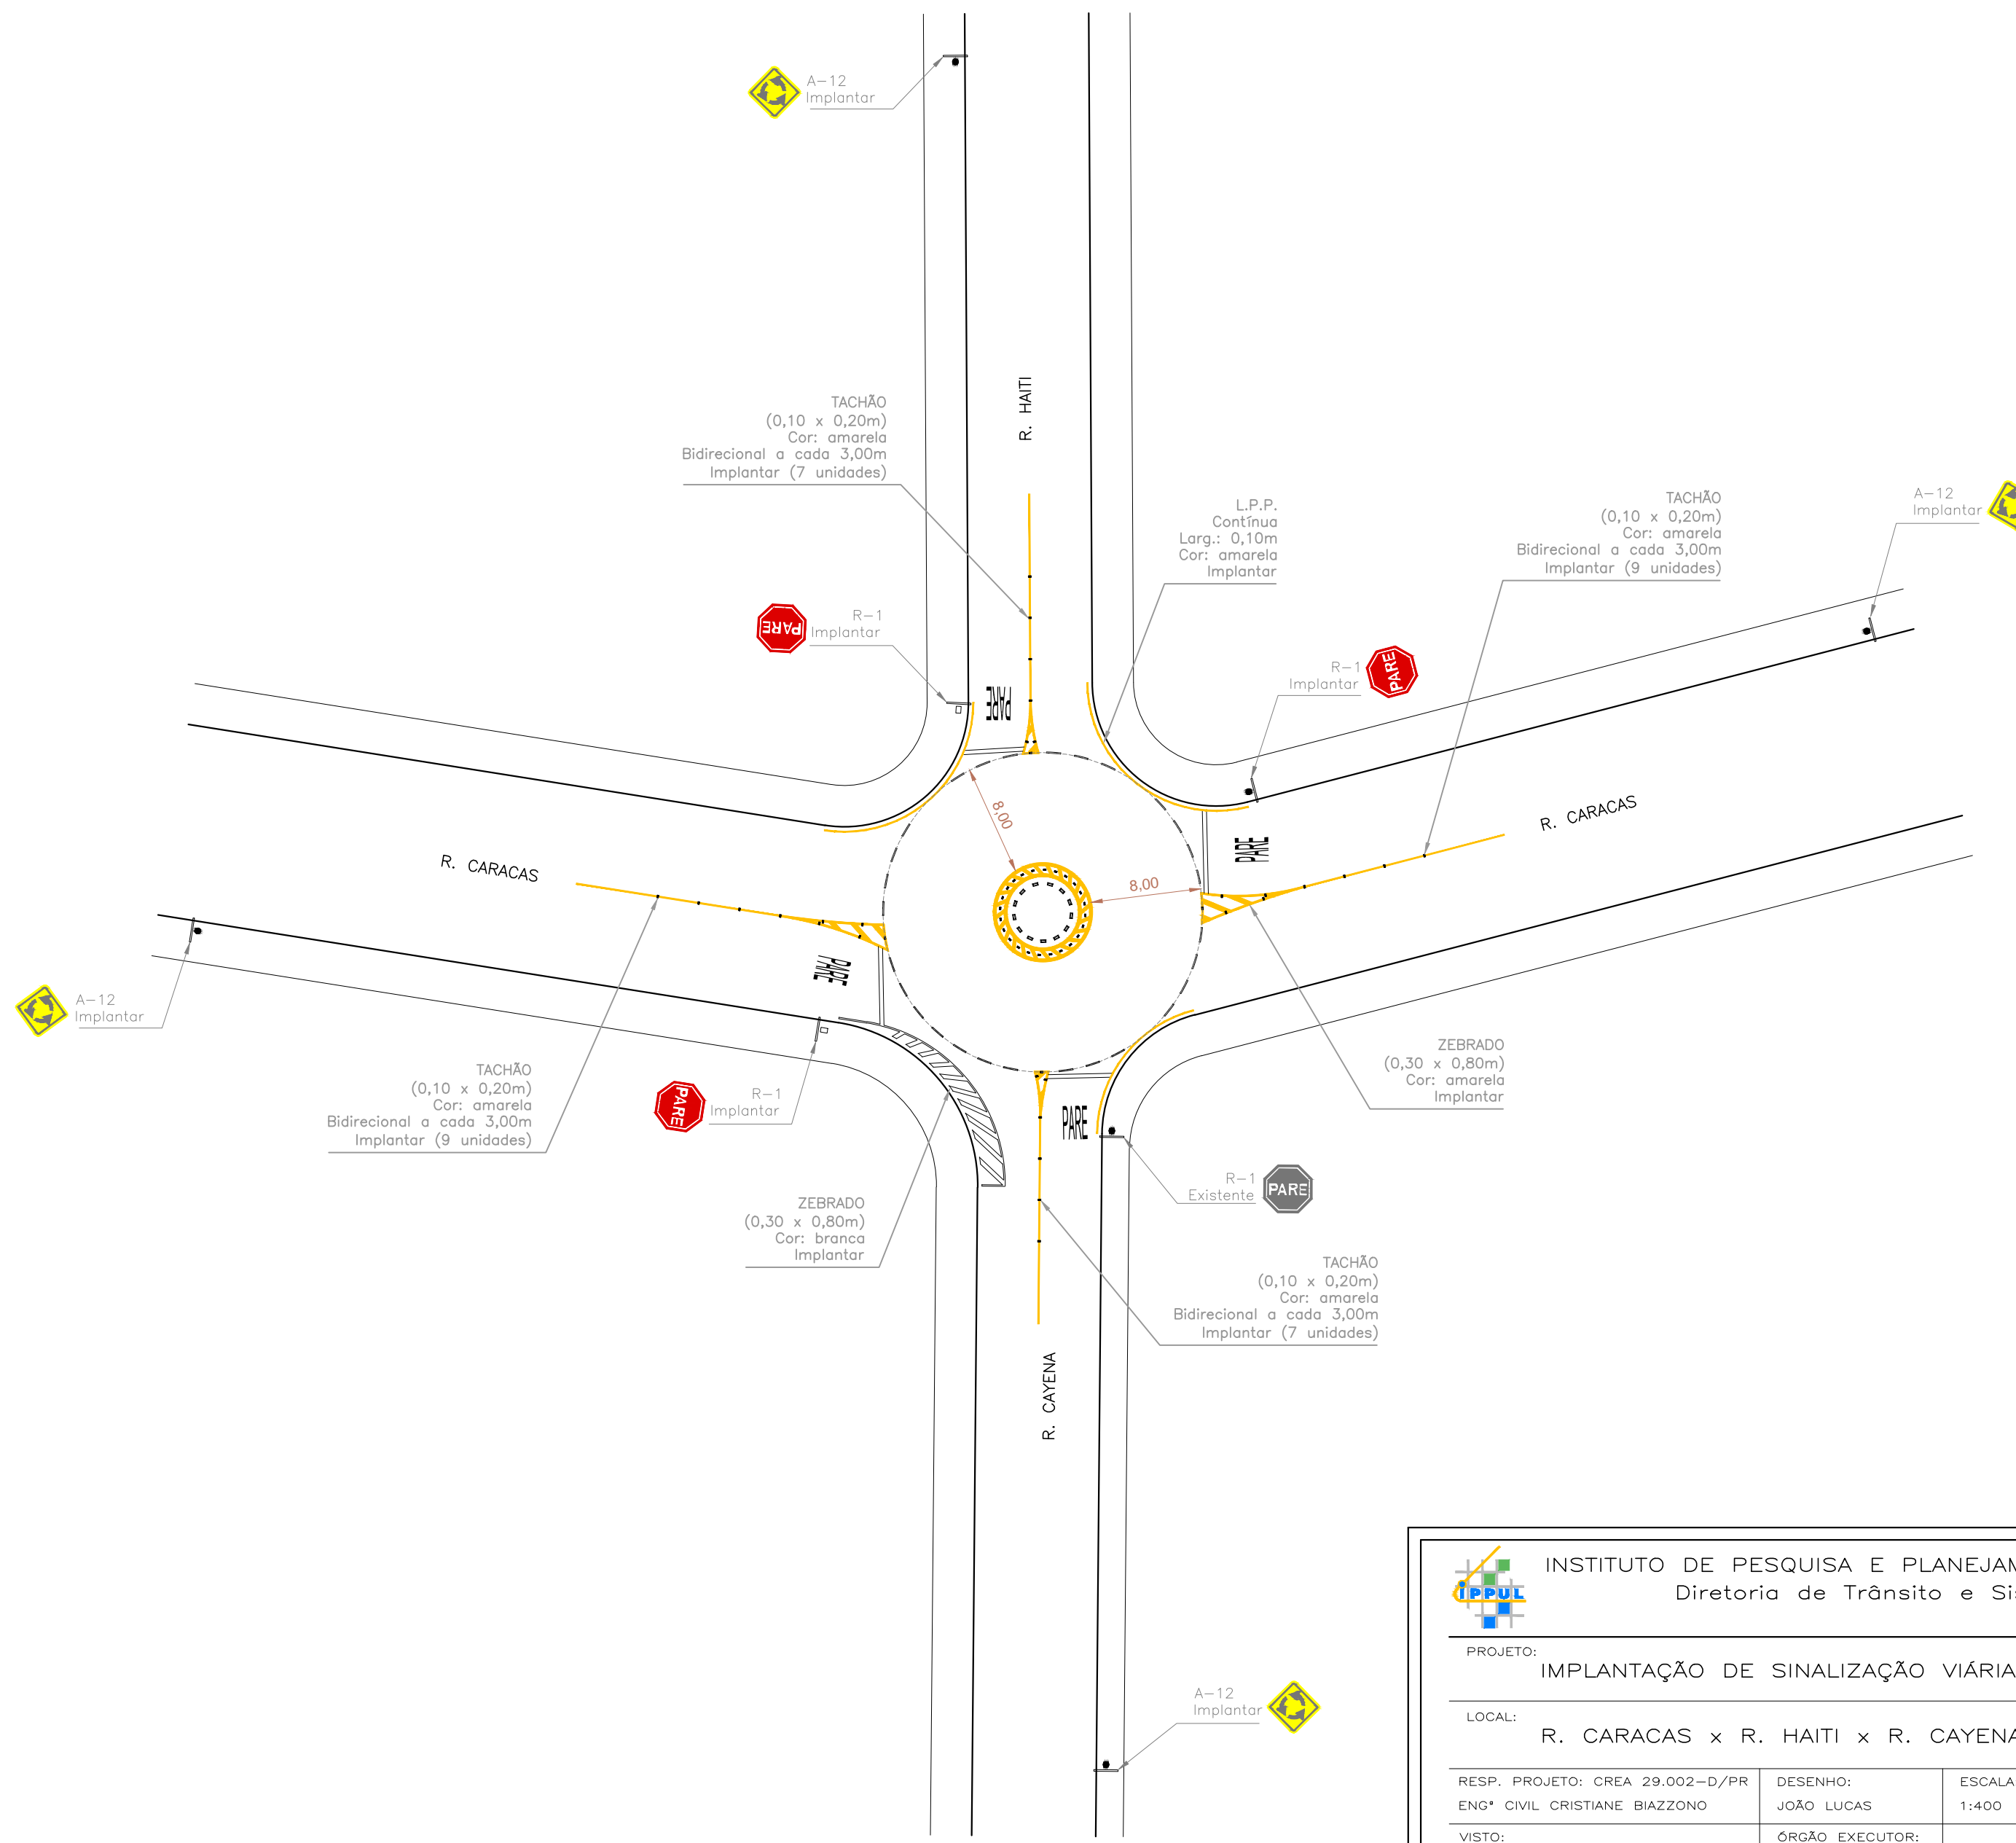 A-12
Implantar
R. HAITI
TACHÃO
(0,10 x 0,20m)
Cor: amarela
Bidirecional a cada 3,00m
Implantar (7 unidades)
L.P.P.
Contínua
Larg.: 0,10m
Cor: amarela
Implantar
TACHÃO
(0,10 x 0,20m)
Cor: amarela
Bidirecional a cada 3,00m
Implantar (9 unidades)
A-12
Implantar
PARE
R-1
Implantar
PARE
R-1
Implantar
PARE
R. CARACAS
PARE
8,00
8,00
R. CARACAS
PARE
A-12
Implantar
TACHÃO
(0,10 x 0,20m)
Cor: amarela
Bidirecional a cada 3,00m
Implantar (9 unidades)
PARE
R-1
Implantar
ZEBRADO
(0,30 x 0,80m)
Cor: amarela
Implantar
PARE
R-1
Existente
PARE
ZEBRADO
(0,30 x 0,80m)
Cor: branca
Implantar
TACHÃO
(0,10 x 0,20m)
Cor: amarela
Bidirecional a cada 3,00m
Implantar (7 unidades)
R. CAYENA
A-12
Implantar
IPPUL
INSTITUTO DE PESQUISA E PLANEJAM
Diretoria de Trânsito e Si
PROJETO:
IMPLANTAÇÃO DE SINALIZAÇÃO VIÁRIA
LOCAL:
R. CARACAS x R. HAITI x R. CAYENA
RESP. PROJETO: CREA 29.002-D/PR
ENGª CIVIL CRISTIANE BIAZZONO
DESENHO:
JOÃO LUCAS
ESCALA
1:400
VISTO:
ÓRGÃO EXECUTOR: